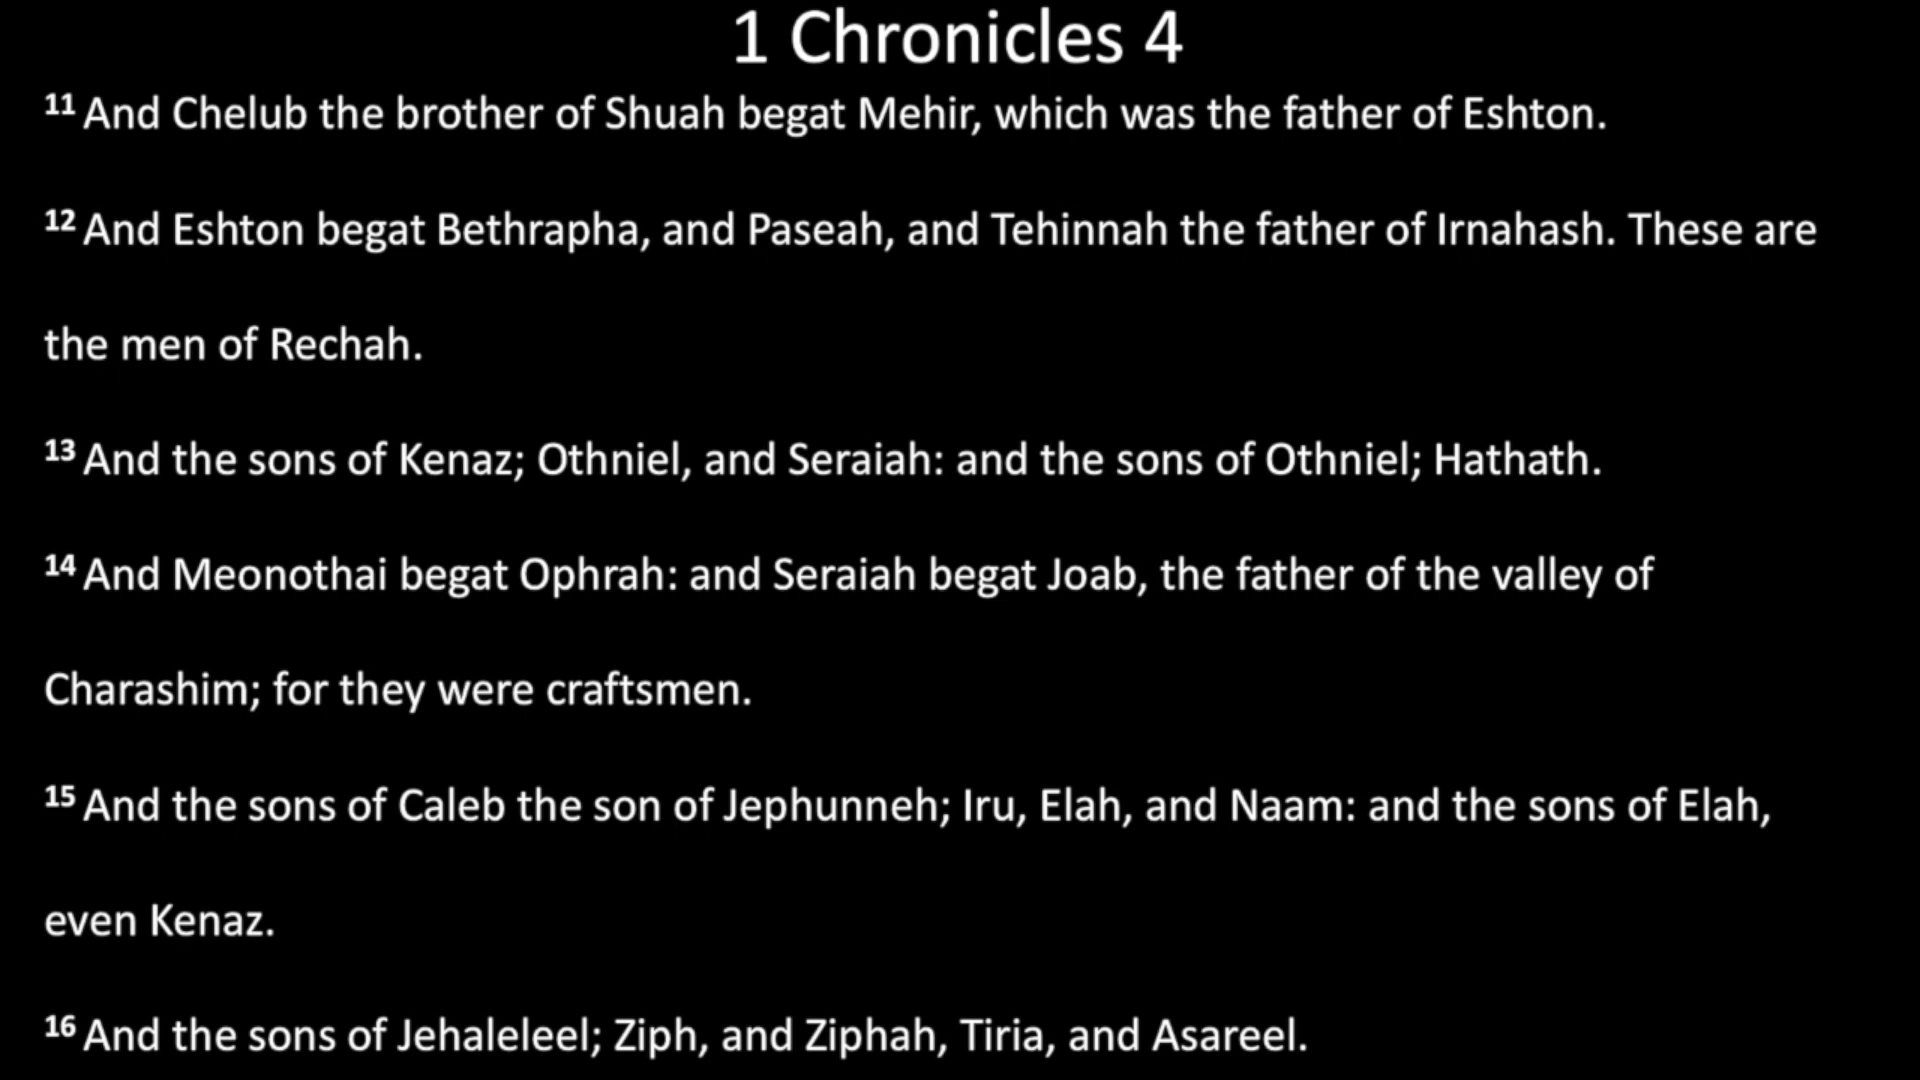 1 Chronicles 4
11 And Chelub the brother of Shuah begat Mehir, which was the father of Eshton.
12 And Eshton begat Bethrapha, and Paseah, and Tehinnah the father of Irnahash. These are
the men of Rechah.
13 And the sons of Kenaz; Othniel, and Seraiah: and the sons of Othniel; Hathath.
14 And Meonothai begat Ophrah: and Seraiah begat Joab, the father of the valley of
Charashim; for they were craftsmen.
15 And the sons of Caleb the son of Jephunneh; Iru, Elah, and Naam: and the sons of Elah,
even Kenaz.
16 And the sons of Jehaleleel; Ziph, and Ziphah, Tiria, and Asareel.